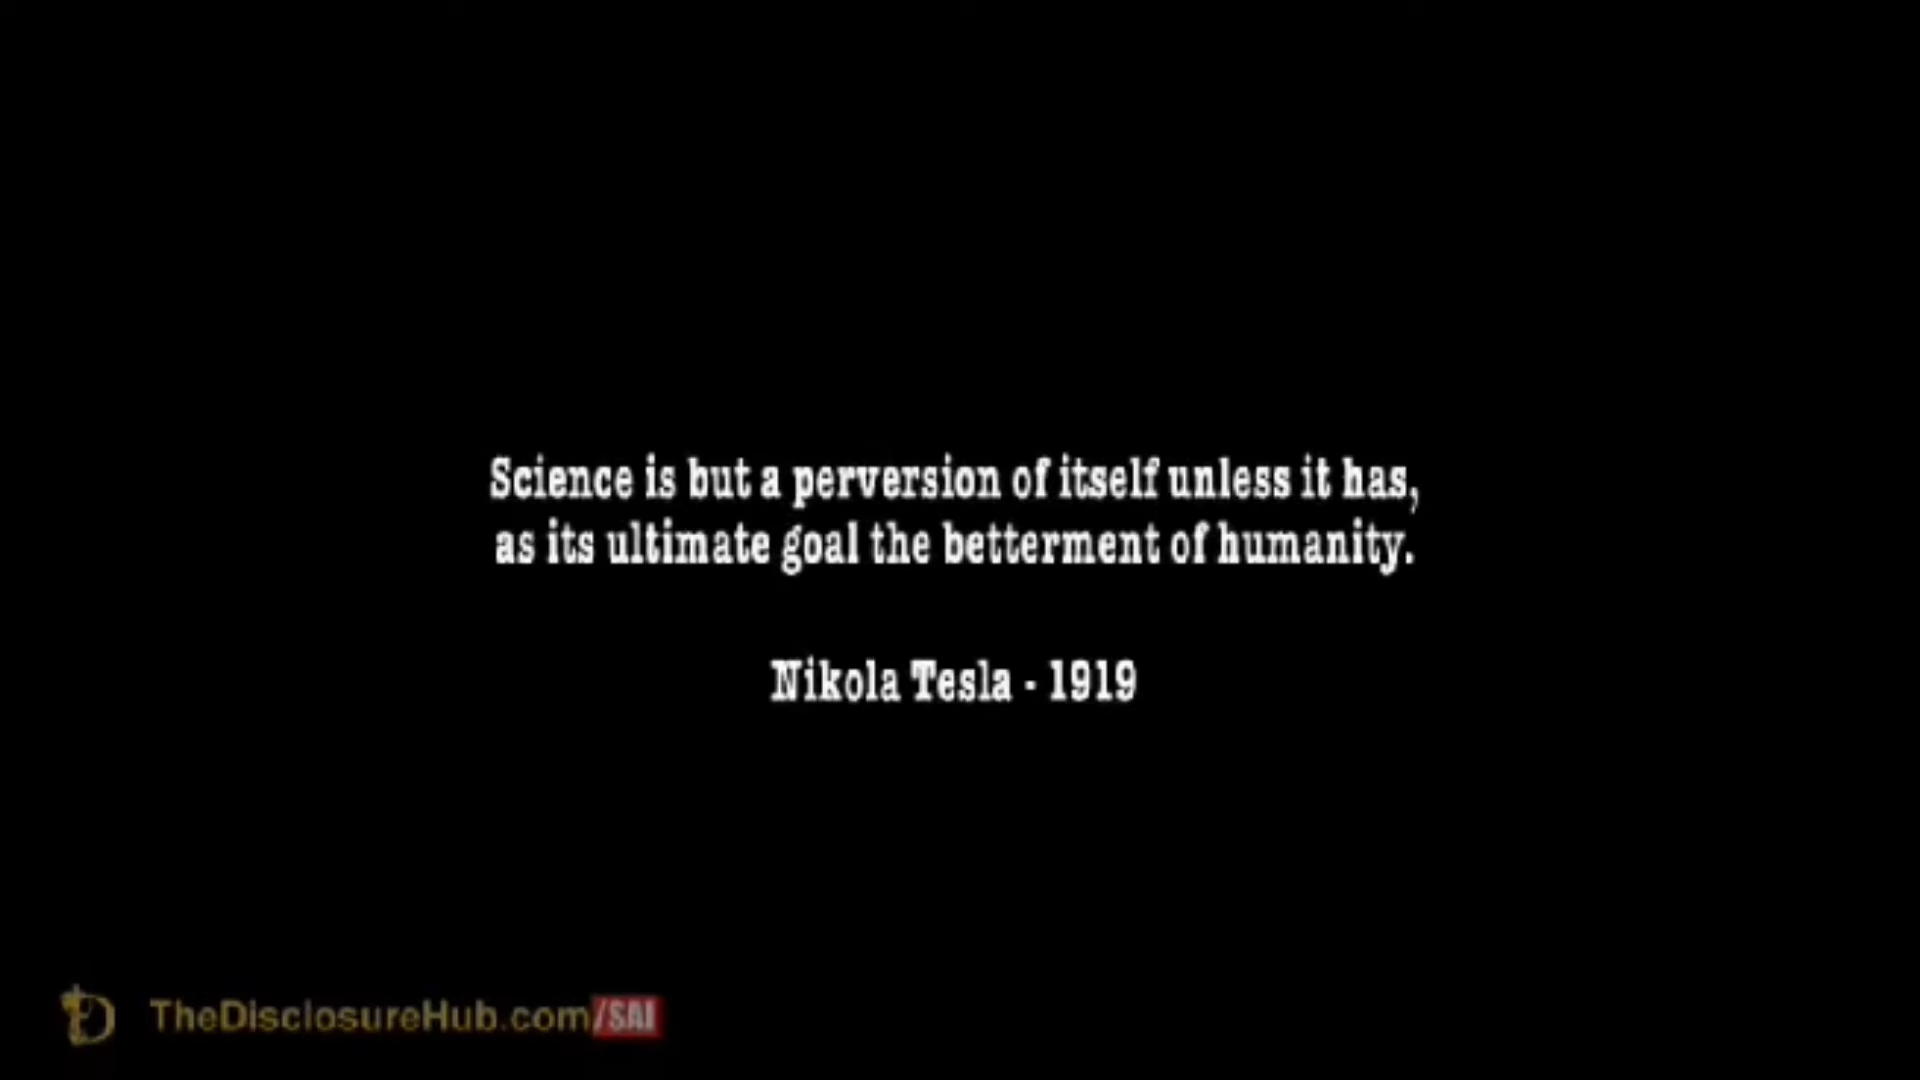 Science is but a perversion of itself unless it has,
as its ultimate goal the betterment of humanity.
Nikola Tesla - 1919
TheDisclosureHub.com/SAI